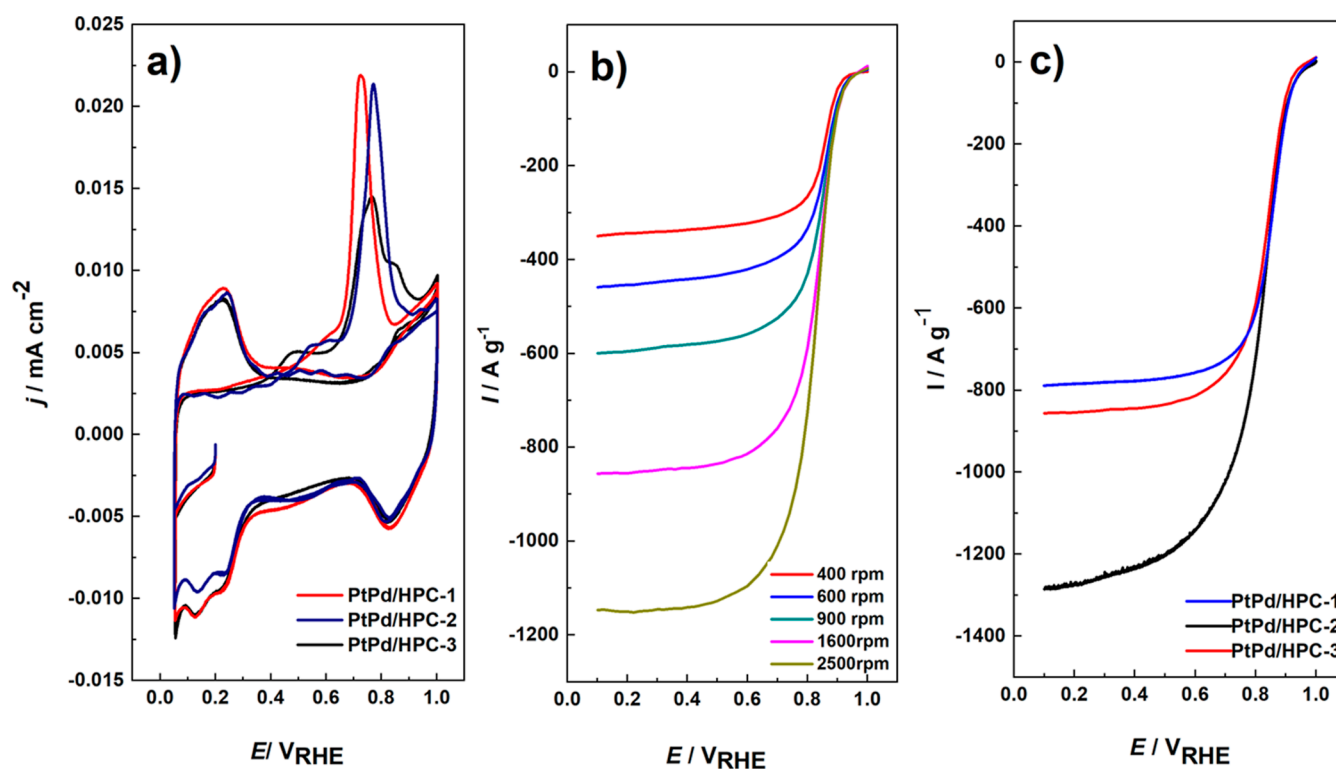 a)
0.025
0.020
0.015
0.010
0.005
0.000
-0.005
-0.010
-0.015
j / mA cm-2
PtPd/HPC-1
PtPd/HPC-2
PtPd/HPC-3
0.0 0.2 0.4 0.6 0.8 1.0
E/ VRHE
b)
0
-200
-400
-600
-800
-1000
-1200
I / A g-1
400 rpm
600 rpm
900 rpm
1600rpm
2500rpm
0.0 0.2 0.4 0.6 0.8 1.0
E / VRHE
c)
0
-200
-400
-600
-800
-1000
-1200
-1400
I / A g-1
PtPd/HPC-1
PtPd/HPC-2
PtPd/HPC-3
0.0 0.2 0.4 0.6 0.8 1.0
E / VRHE